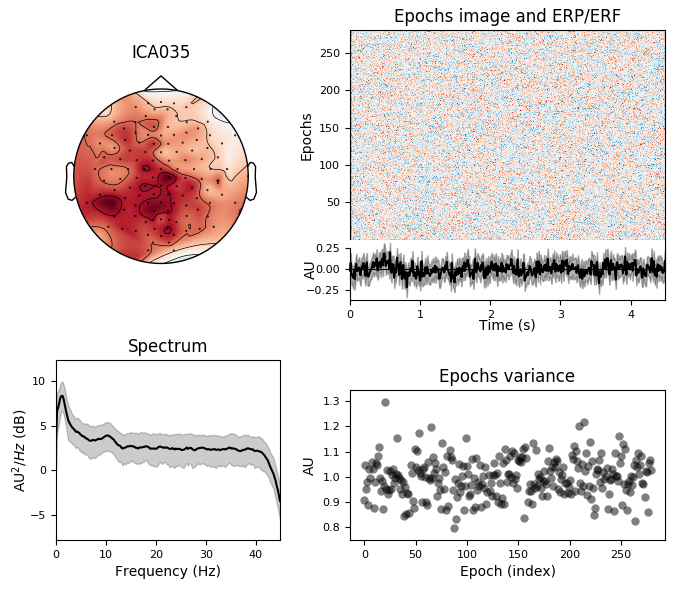 ICA035
Epochs image and ERP/ERF
Epochs
250
200
150
100
50
AU
0.25
0.00
−0.25
0 1 2 3 4
Time (s)
Spectrum
AU²/Hz (dB)
10
5
0
−5
0 10 20 30 40
Frequency (Hz)
Epochs variance
AU
1.3
1.2
1.1
1.0
0.9
0.8
0 50 100 150 200 250
Epoch (index)